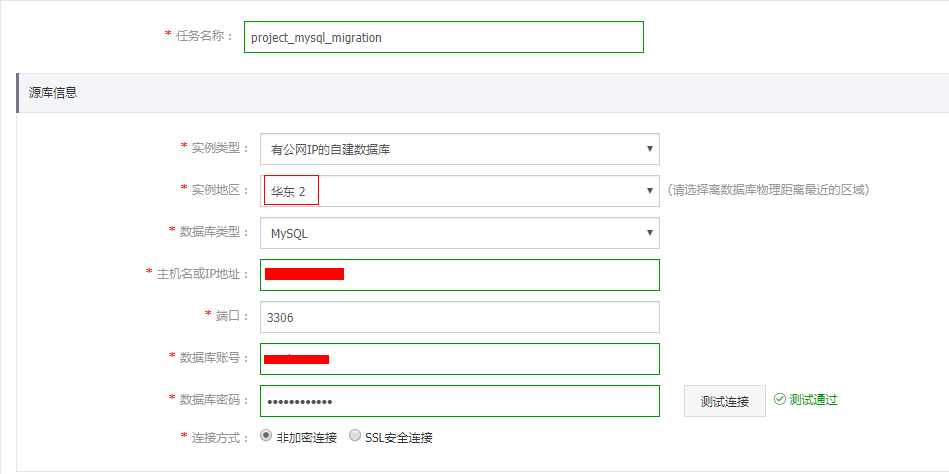 * 任务名称： project_mysql_migration
源库信息
* 实例类型： 有公网IP的自建数据库
* 实例地区： 华东 2 (请选择离数据库物理距离最近的区域)
* 数据库类型： MySQL
* 主机名或IP地址：
* 端口： 3306
* 数据库账号：
* 数据库密码： •••••••••••• 测试连接 测试通过
* 连接方式： 非加密连接 SSL安全连接